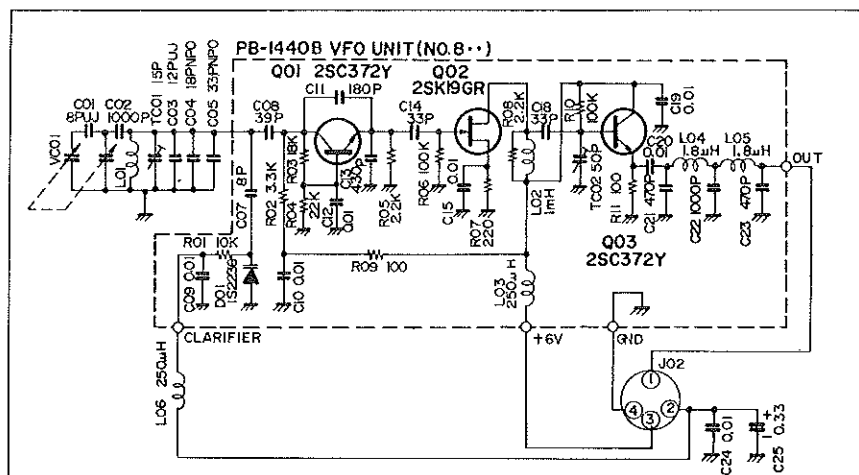 PB-1440B VFO UNIT (NO.8··)
Q01 2SC372Y
Q02
2SK19GR
C01
8PUJ
C02
1000P
TC01 15P
C03 12PUJ
C04 18PNPO
C05 33PNPO
VC01
L01
C08
39P
C11 180P
C14
33P
R08
2.2K
C18
33P
R10
100K
C19
0.01
C20
0.01
L04
1.8μH
L05
1.8μH
OUT
C07 8P
R02 3.3K
R03 18K
R04
22K
C12
0.01
C13
430P
R05
2.2K
R06 100K
C15 0.01
R07
220
L02
1mH
TC02 50P
R11 100
C21 470P
C22 1000P
C23 470P
Q03
2SC372Y
R01
10K
C09 0.01
D01
1S2236
C10 0.01
R09 100
L03
250μH
CLARIFIER
+6V
GND
L06 250μH
J02
1
4
2
3
C24 0.01
+
-
C25 0.33